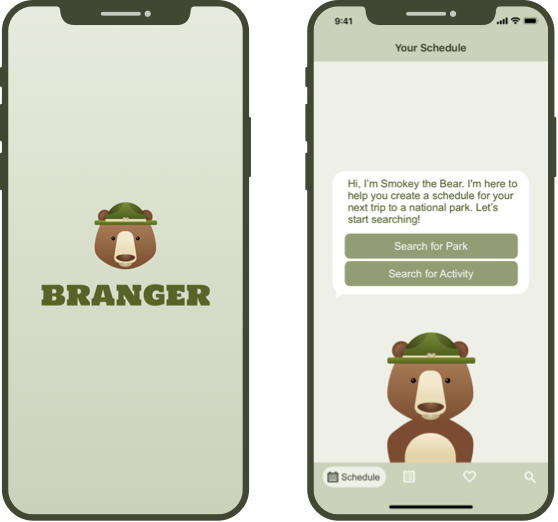 BRANGER
9:41
Your Schedule
Hi, I'm Smokey the Bear. I'm here to
help you create a schedule for your
next trip to a national park. Let's
start searching!
Search for Park
Search for Activity
Schedule